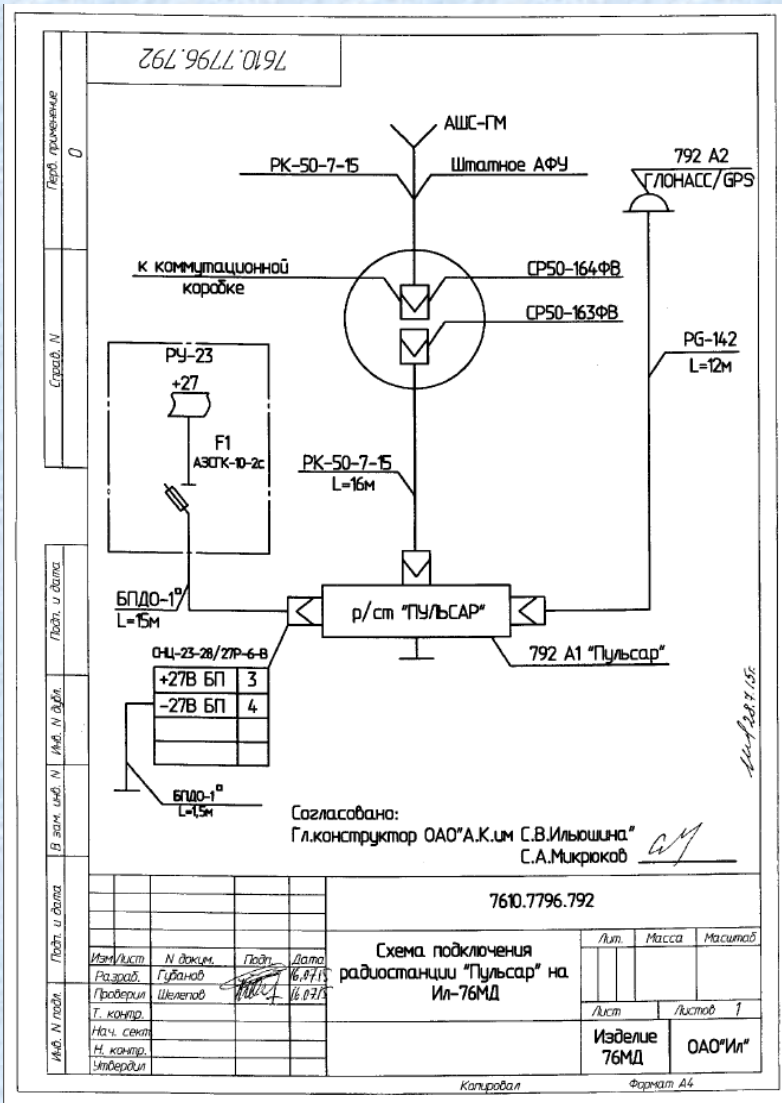 7610.7796.792
Перв. применение
0
Справ. N
Подп. и дата
Инв. N дубл.
В зам. инв. N
Подп. и дата
Инв. N подл.
АШС-ГМ
РК-50-7-15
Штатное АФУ
792 А2
ГЛОНАСС/GPS
к коммутационной
коробке
СР50-164ФВ
СР50-163ФВ
РУ-23
+27
F1
АЗСГК-10-2с
PG-142
L=12м
РК-50-7-15
L=16м
БПДО-1
L=15м
р/ст "ПУЛЬСАР"
792 А1 "Пульсар"
СНЦ-23-28/27Р-6-В
+27В БП 3
-27В БП 4
БПДО-1
L=1,5м
28.7.15г.
Согласовано:
Гл.конструктор ОАО"А.К.им С.В.Ильюшина"
С.А.Микрюков
7610.7796.792
Изм Лист N докум. Подп. Дата
Разраб. Губанов 16.07.15
Проверил Шелепов 16.07.15
Т. контр.
Нач. сект
Н. контр.
Утвердил
Схема подключения
радиостанции "Пульсар" на
Ил-76МД
Лит. Масса Масштаб
Лист Листов 1
Изделие
76МД
ОАО"Ил"
Копировал Формат А4